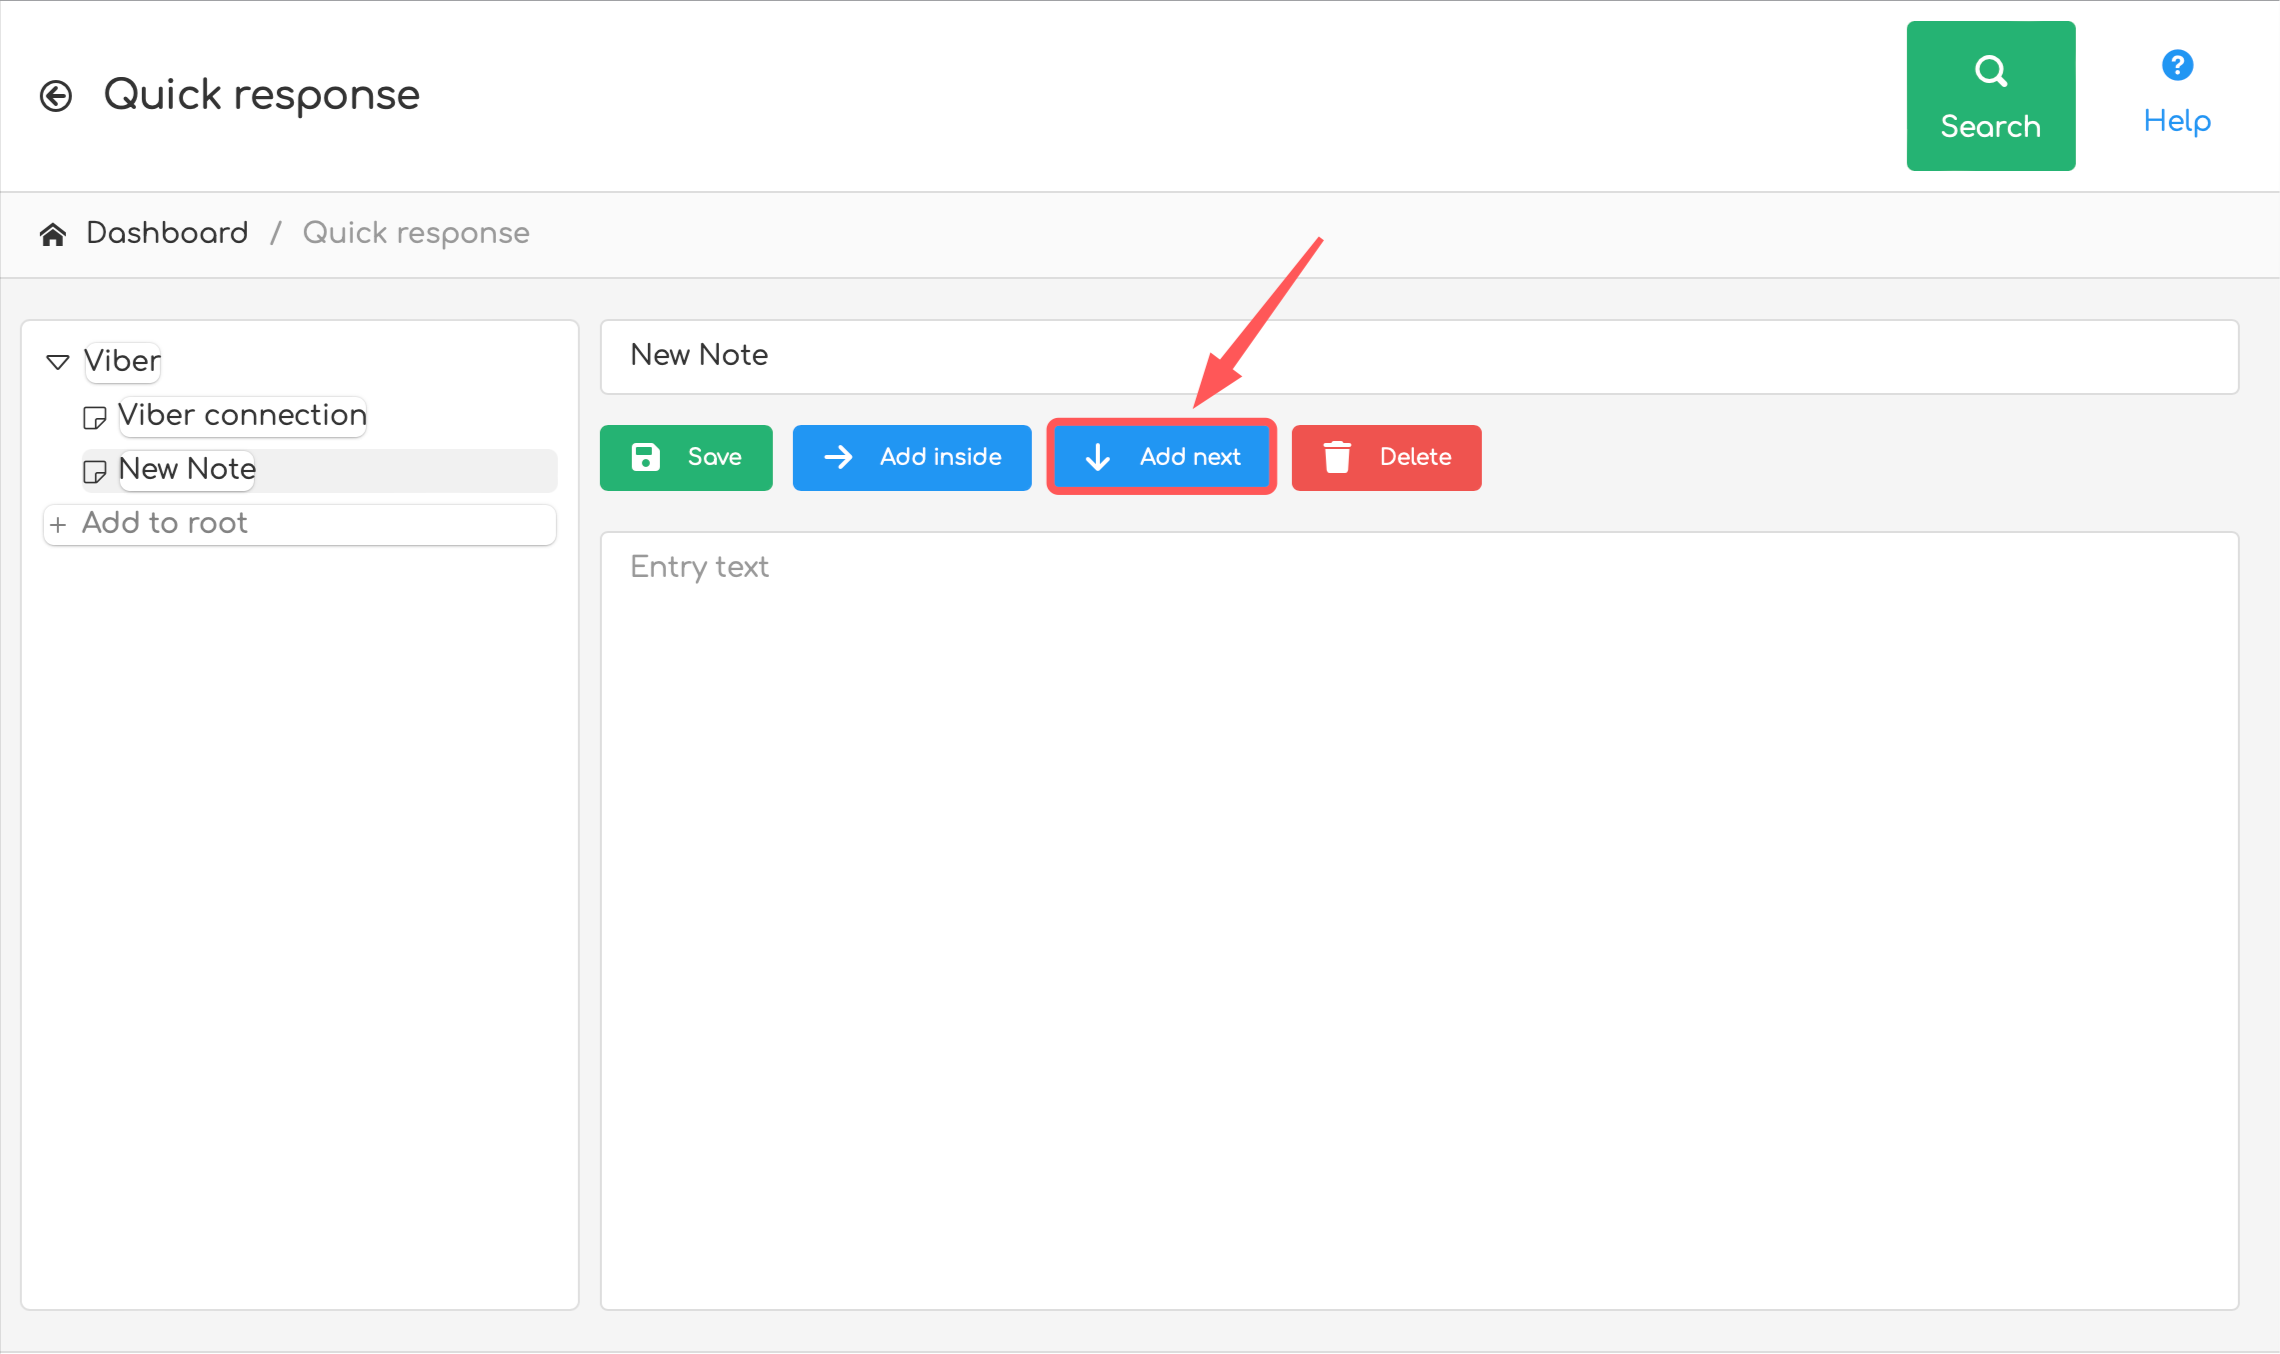 Quick response
Search
Help
Dashboard / Quick response
Viber
Viber connection
New Note
+ Add to root
New Note
Save
Add inside
Add next
Delete
Entry text